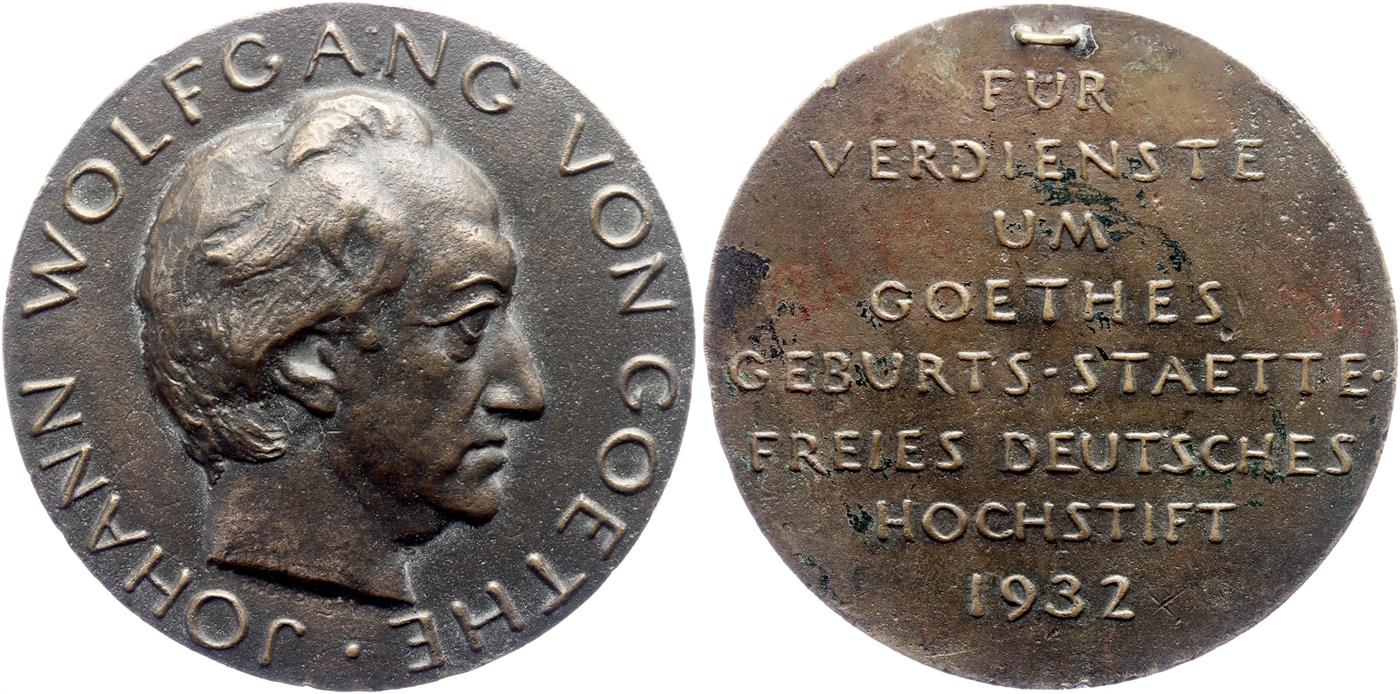 JOHANN WOLFGANG VON GOETHE ·
FÜR
VERDIENSTE
UM
GOETHES
GEBURTS-STAETTE·
FREIES DEUTSCHES
HOCHSTIFT
1932